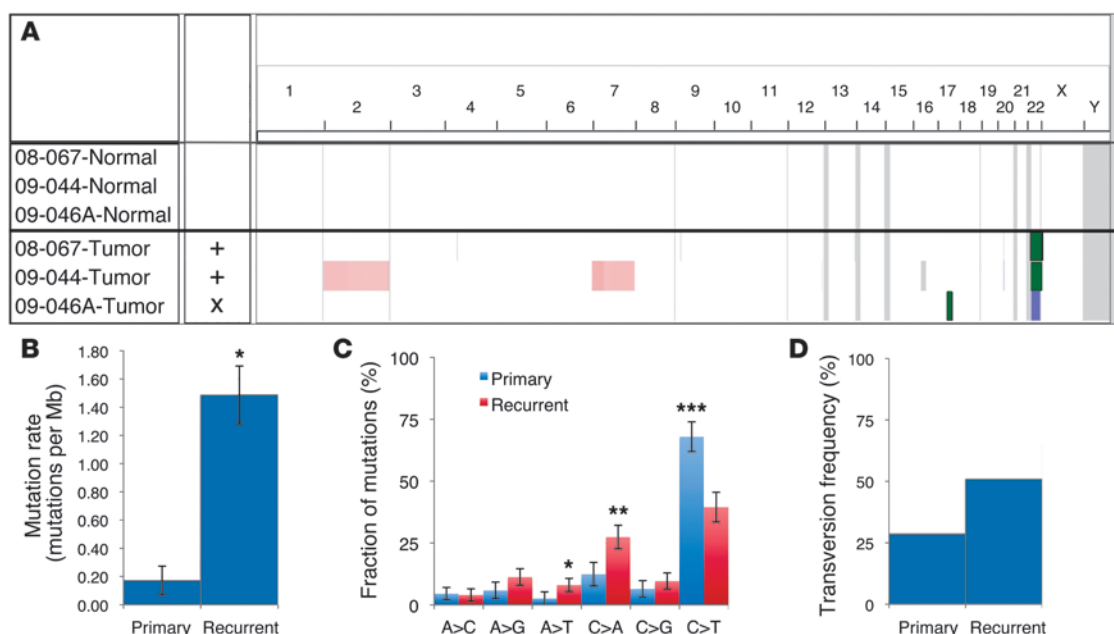 A
1 3 5 7 9 11 13 15 17 19 21 X
2 4 6 8 10 12 14 16 18 20 22 Y
08-067-Normal
09-044-Normal
09-046A-Normal
08-067-Tumor +
09-044-Tumor +
09-046A-Tumor X
B
Mutation rate
(mutations per Mb)
1.80
1.60
1.40
1.20
1.00
0.80
0.60
0.40
0.20
0.00
*
Primary Recurrent
C
Fraction of mutations (%)
100
75
50
25
0
Primary
Recurrent
*
**
***
A>C A>G A>T C>A C>G C>T
D
Transversion frequency (%)
100
75
50
25
0
Primary Recurrent